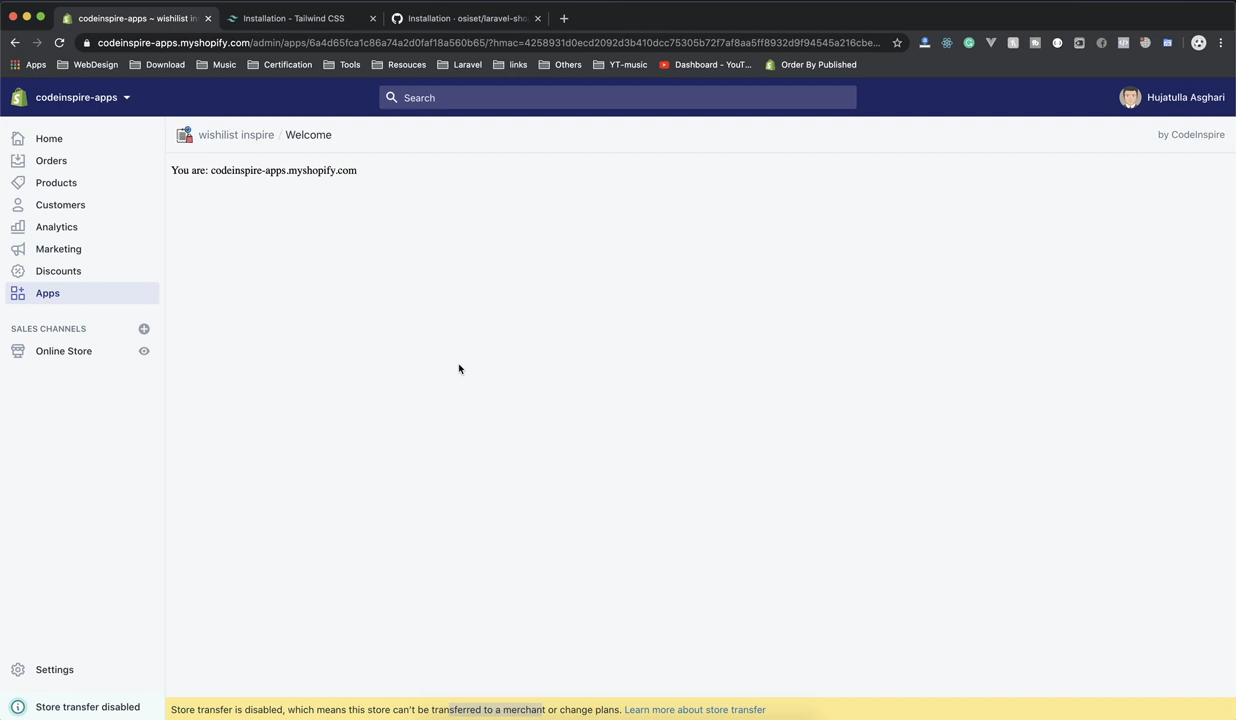 codeinspire-apps ~ wishilist in
Installation - Tailwind CSS
Installation · osiset/laravel-sho
codeinspire-apps.myshopify.com/admin/apps/6a4d65fca1c86a74a2d0faf18a560b65/?hmac=4258931d0ecd2092d3b410dcc75305b72f7af8aa5ff8932d9f94545a216cbe...
Apps WebDesign Download Music Certification Tools Resouces Laravel links Others YT-music Dashboard - YouT... Order By Published
codeinspire-apps
Search
Hujatulla Asghari
Home
Orders
Products
Customers
Analytics
Marketing
Discounts
Apps
SALES CHANNELS
Online Store
Settings
Store transfer disabled
wishilist inspire / Welcome
by CodeInspire
You are: codeinspire-apps.myshopify.com
Store transfer is disabled, which means this store can't be transferred to a merchant or change plans. Learn more about store transfer